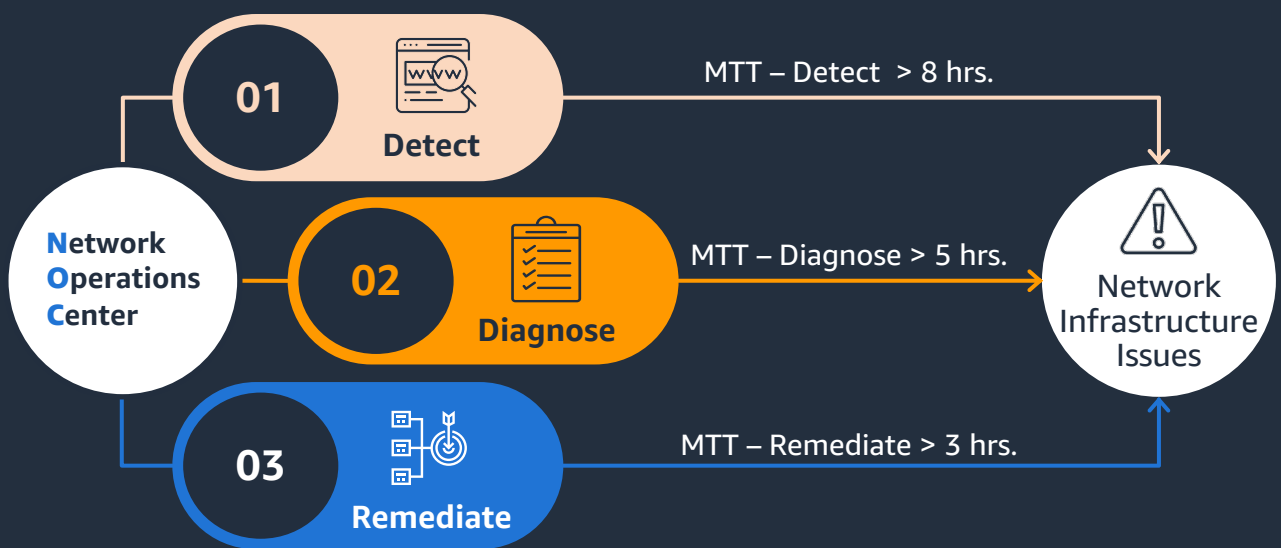 01
www
Detect
MTT – Detect > 8 hrs.
Network
Operations
Center
02
Diagnose
MTT – Diagnose > 5 hrs.
Network
Infrastructure
Issues
03
Remediate
MTT – Remediate > 3 hrs.